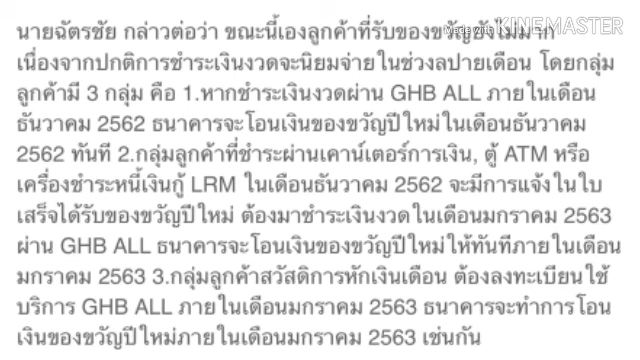 นายฉัตรชัย กล่าวต่อว่า ขณะนี้เองลูกค้าที่รับของขวัญยังไม่มาก
KINEMASTER
เนื่องจากปกติการชำระเงินงวดจะนิยมจ่ายในช่วงลปายเดือน โดยกลุ่ม
ลูกค้ามี 3 กลุ่ม คือ 1.หากชำระเงินงวดผ่าน GHB ALL ภายในเดือน
ธันวาคม 2562 ธนาคารจะโอนเงินของขวัญปีใหม่ในเดือนธันวาคม
2562 ทันที 2.กลุ่มลูกค้าที่ชำระผ่านเคาน์เตอร์การเงิน, ตู้ ATM หรือ
เครื่องชำระหนี้เงินกู้ LRM ในเดือนธันวาคม 2562 จะมีการแจ้งในใบ
เสร็จได้รับของขวัญปีใหม่ ต้องมาชำระเงินงวดในเดือนมกราคม 2563
ผ่าน GHB ALL ธนาคารจะโอนเงินของขวัญปีใหม่ให้ทันทีภายในเดือน
มกราคม 2563 3.กลุ่มลูกค้าสวัสดิการหักเงินเดือน ต้องลงทะเบียนใช้
บริการ GHB ALL ภายในเดือนมกราคม 2563 ธนาคารจะทำการโอน
เงินของขวัญปีใหม่ภายในเดือนมกราคม 2563 เช่นกัน